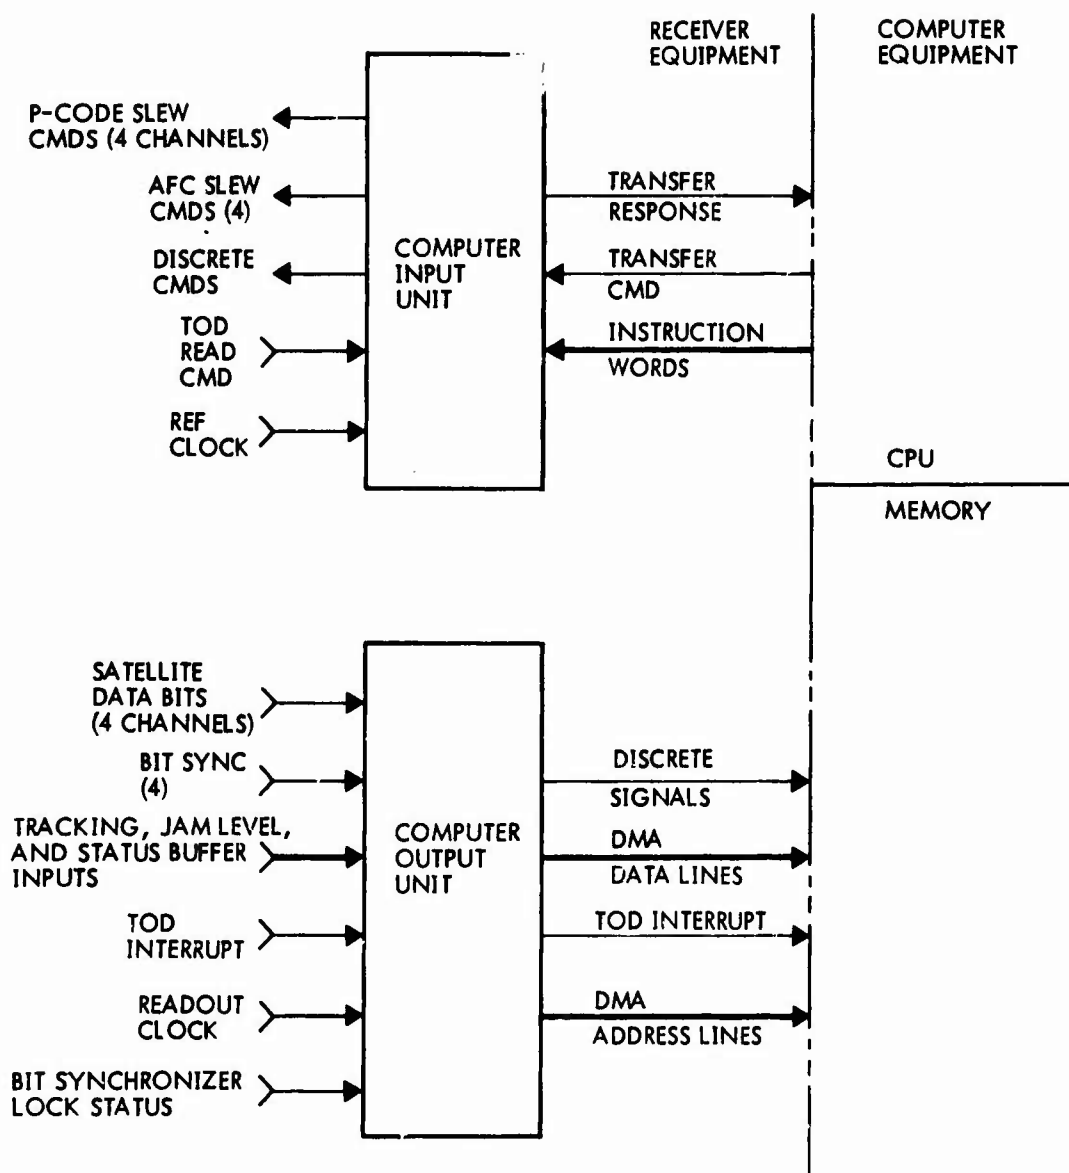 RECEIVER
EQUIPMENT
COMPUTER
EQUIPMENT
P-CODE SLEW
CMDS (4 CHANNELS)
AFC SLEW
CMDS (4)
DISCRETE
CMDS
TOD
READ
CMD
REF
CLOCK
COMPUTER
INPUT
UNIT
TRANSFER
RESPONSE
TRANSFER
CMD
INSTRUCTION
WORDS
CPU
MEMORY
SATELLITE
DATA BITS
(4 CHANNELS)
BIT SYNC
(4)
TRACKING, JAM LEVEL,
AND STATUS BUFFER
INPUTS
TOD
INTERRUPT
READOUT
CLOCK
BIT SYNCHRONIZER
LOCK STATUS
COMPUTER
OUTPUT
UNIT
DISCRETE
SIGNALS
DMA
DATA LINES
TOD INTERRUPT
DMA
ADDRESS LINES